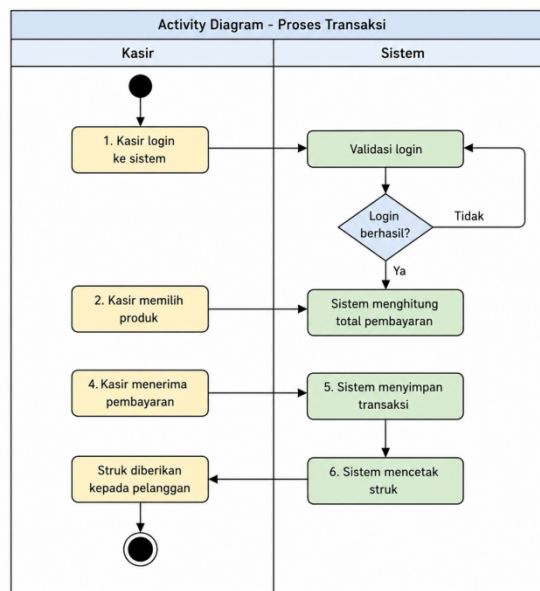 Activity Diagram - Proses Transaksi
Kasir
Sistem
1. Kasir login
ke sistem
Validasi login
Login
berhasil?
Tidak
Ya
2. Kasir memilih
produk
Sistem menghitung
total pembayaran
4. Kasir menerima
pembayaran
5. Sistem menyimpan
transaksi
Struk diberikan
kepada pelanggan
6. Sistem mencetak
struk